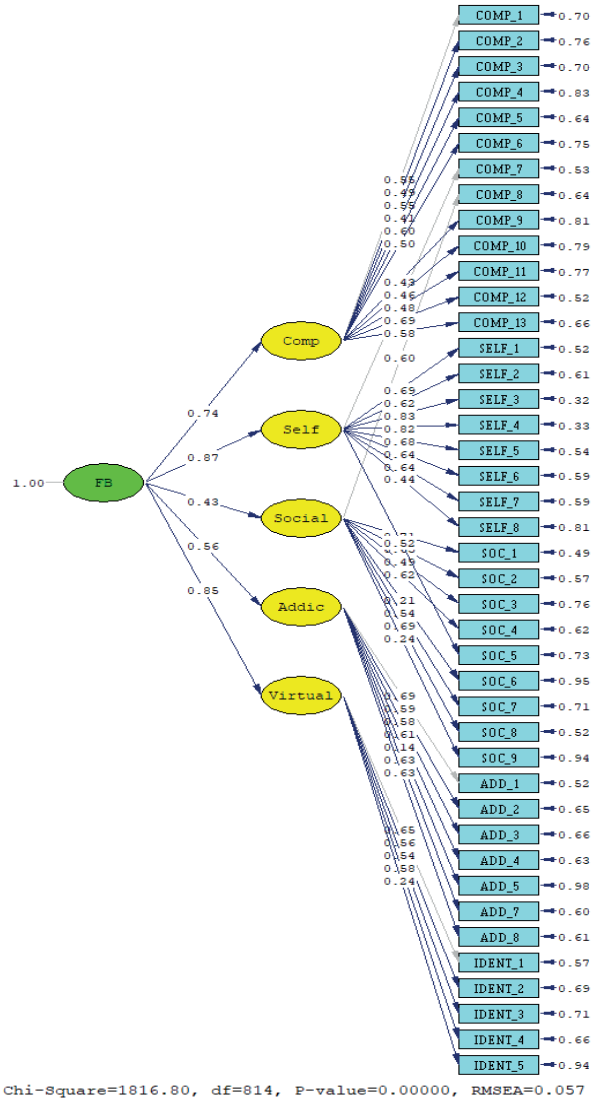 COMP_1 0.70
COMP_2 0.76
COMP_3 0.70
COMP_4 0.83
COMP_5 0.64
COMP_6 0.75
COMP_7 0.53
COMP_8 0.64
COMP_9 0.81
COMP_10 0.79
COMP_11 0.77
COMP_12 0.52
COMP_13 0.66
SELF_1 0.52
SELF_2 0.61
SELF_3 0.32
SELF_4 0.33
SELF_5 0.54
SELF_6 0.59
SELF_7 0.59
SELF_8 0.81
SOC_1 0.49
SOC_2 0.57
SOC_3 0.76
SOC_4 0.62
SOC_5 0.73
SOC_6 0.95
SOC_7 0.71
SOC_8 0.52
SOC_9 0.94
ADD_1 0.52
ADD_2 0.65
ADD_3 0.66
ADD_4 0.63
ADD_5 0.98
ADD_7 0.60
ADD_8 0.61
IDENT_1 0.57
IDENT_2 0.69
IDENT_3 0.71
IDENT_4 0.66
IDENT_5 0.94
0.55
0.49
0.55
0.41
0.60
0.50
0.43
0.46
0.48
0.69
0.58
0.60
0.69
0.62
0.83
0.82
0.68
0.64
0.64
0.44
0.52
0.49
0.62
0.21
0.54
0.69
0.24
0.69
0.59
0.58
0.61
0.14
0.63
0.63
0.65
0.56
0.54
0.58
0.24
Comp
Self
Social
Addic
Virtual
0.74
0.87
0.43
0.56
0.85
1.00 FB
Chi-Square=1816.80, df=814, P-value=0.00000, RMSEA=0.057